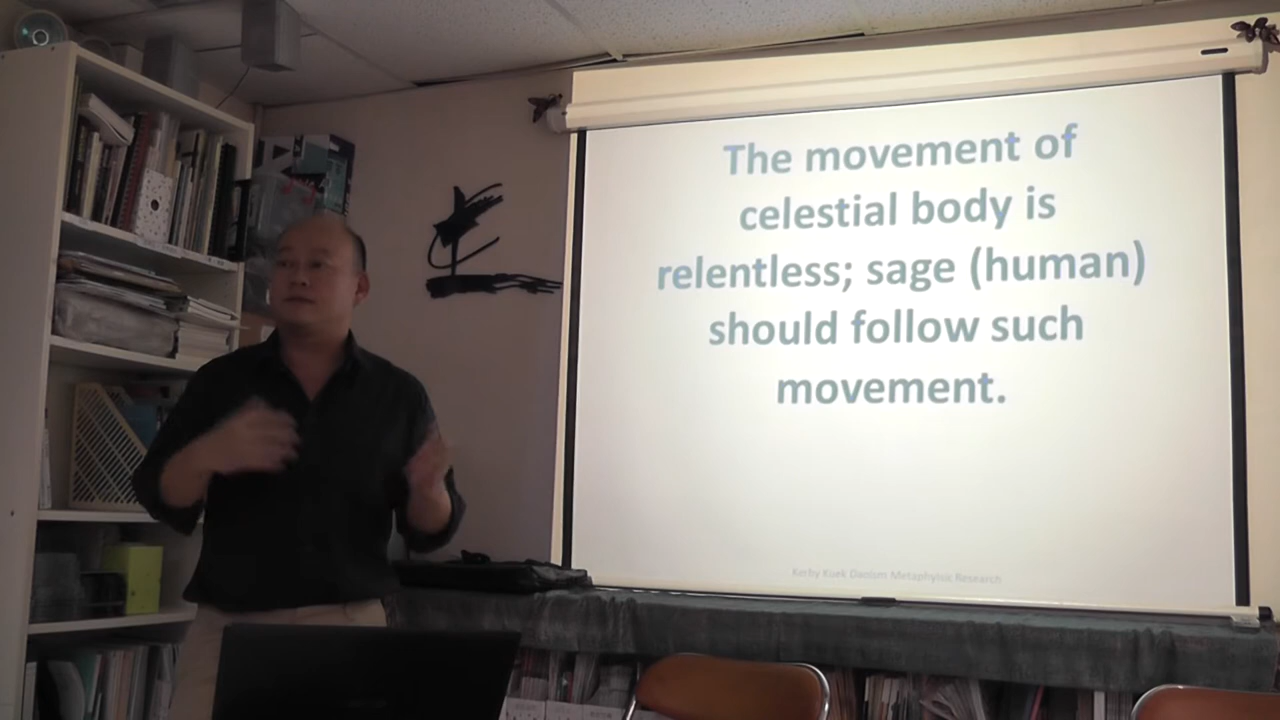 The movement of
celestial body is
relentless; sage (human)
should follow such
movement.
Kerby Kuek Daoism Metaphysic Research